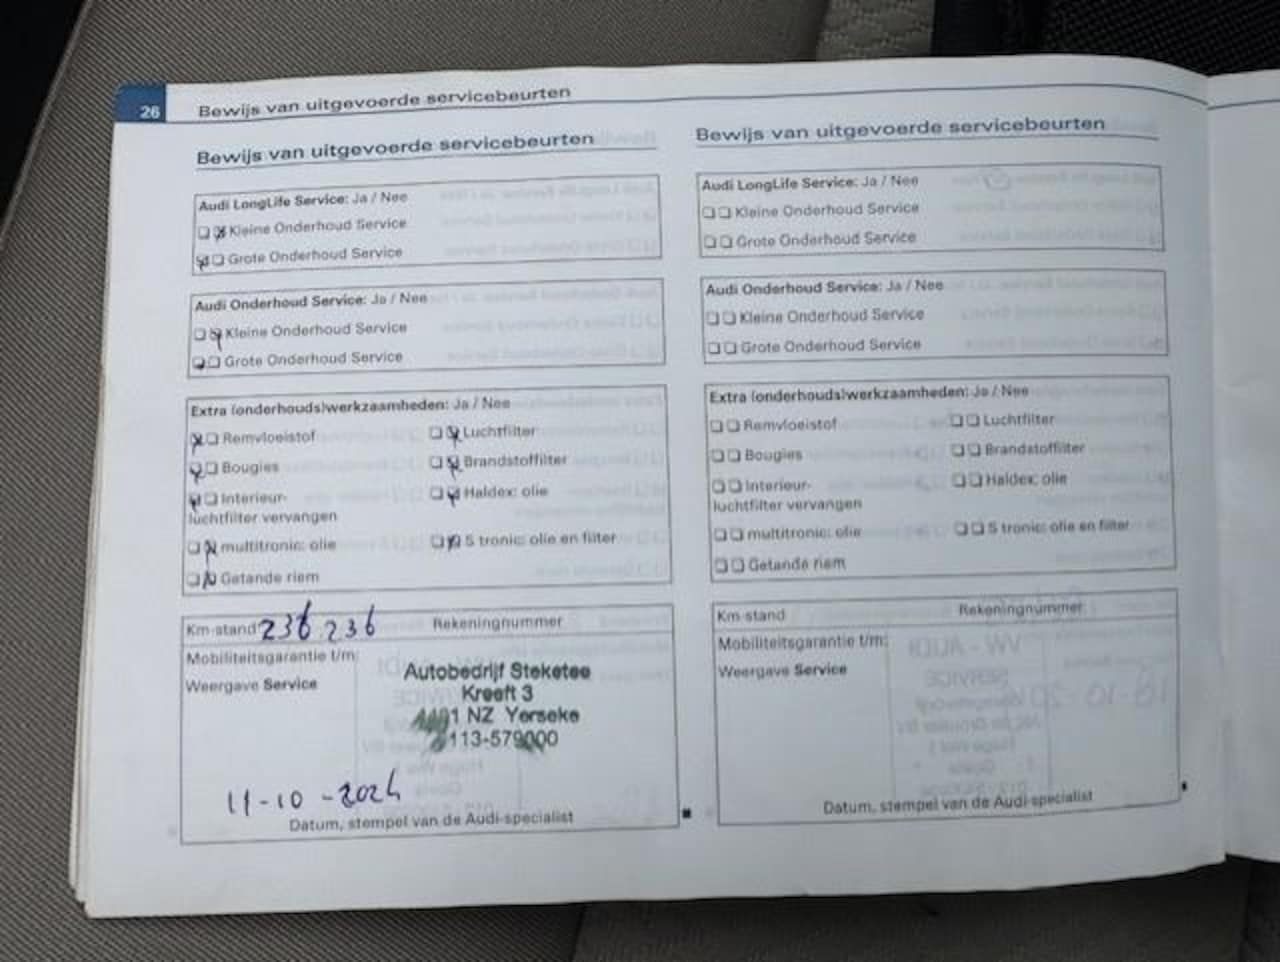 26
Bewijs van uitgevoerde servicebeurten
Bewijs van uitgevoerde servicebeurten
Audi LongLife Service: Ja / Nee
Kleine Onderhoud Service
Grote Onderhoud Service
Audi Onderhoud Service: Ja / Nee
Kleine Onderhoud Service
Grote Onderhoud Service
Extra (onderhouds)werkzaamheden: Ja / Nee
Remvloeistof
Luchtfilter
Bougies
Brandstoffilter
Interieur-
Haldex: olie
luchtfilter vervangen
multitronic: olie
S tronic: olie en filter
Getande riem
Km-stand 236 236
Rekeningnummer
Mobiliteitsgarantie t/m:
Weergave Service
Autobedrijf Steketee
Kreeft 3
4401 NZ Yerseke
113-579000
11-10-2024
Datum, stempel van de Audi-specialist
Bewijs van uitgevoerde servicebeurten
Audi LongLife Service: Ja / Nee
Kleine Onderhoud Service
Grote Onderhoud Service
Audi Onderhoud Service: Ja / Nee
Kleine Onderhoud Service
Grote Onderhoud Service
Extra (onderhouds)werkzaamheden: Ja / Nee
Remvloeistof
Luchtfilter
Bougies
Brandstoffilter
Interieur-
Haldex: olie
luchtfilter vervangen
multitronic: olie
S tronic: olie en filter
Getande riem
Km-stand
Rekeningnummer
Mobiliteitsgarantie t/m:
Weergave Service
Datum, stempel van de Audi-specialist